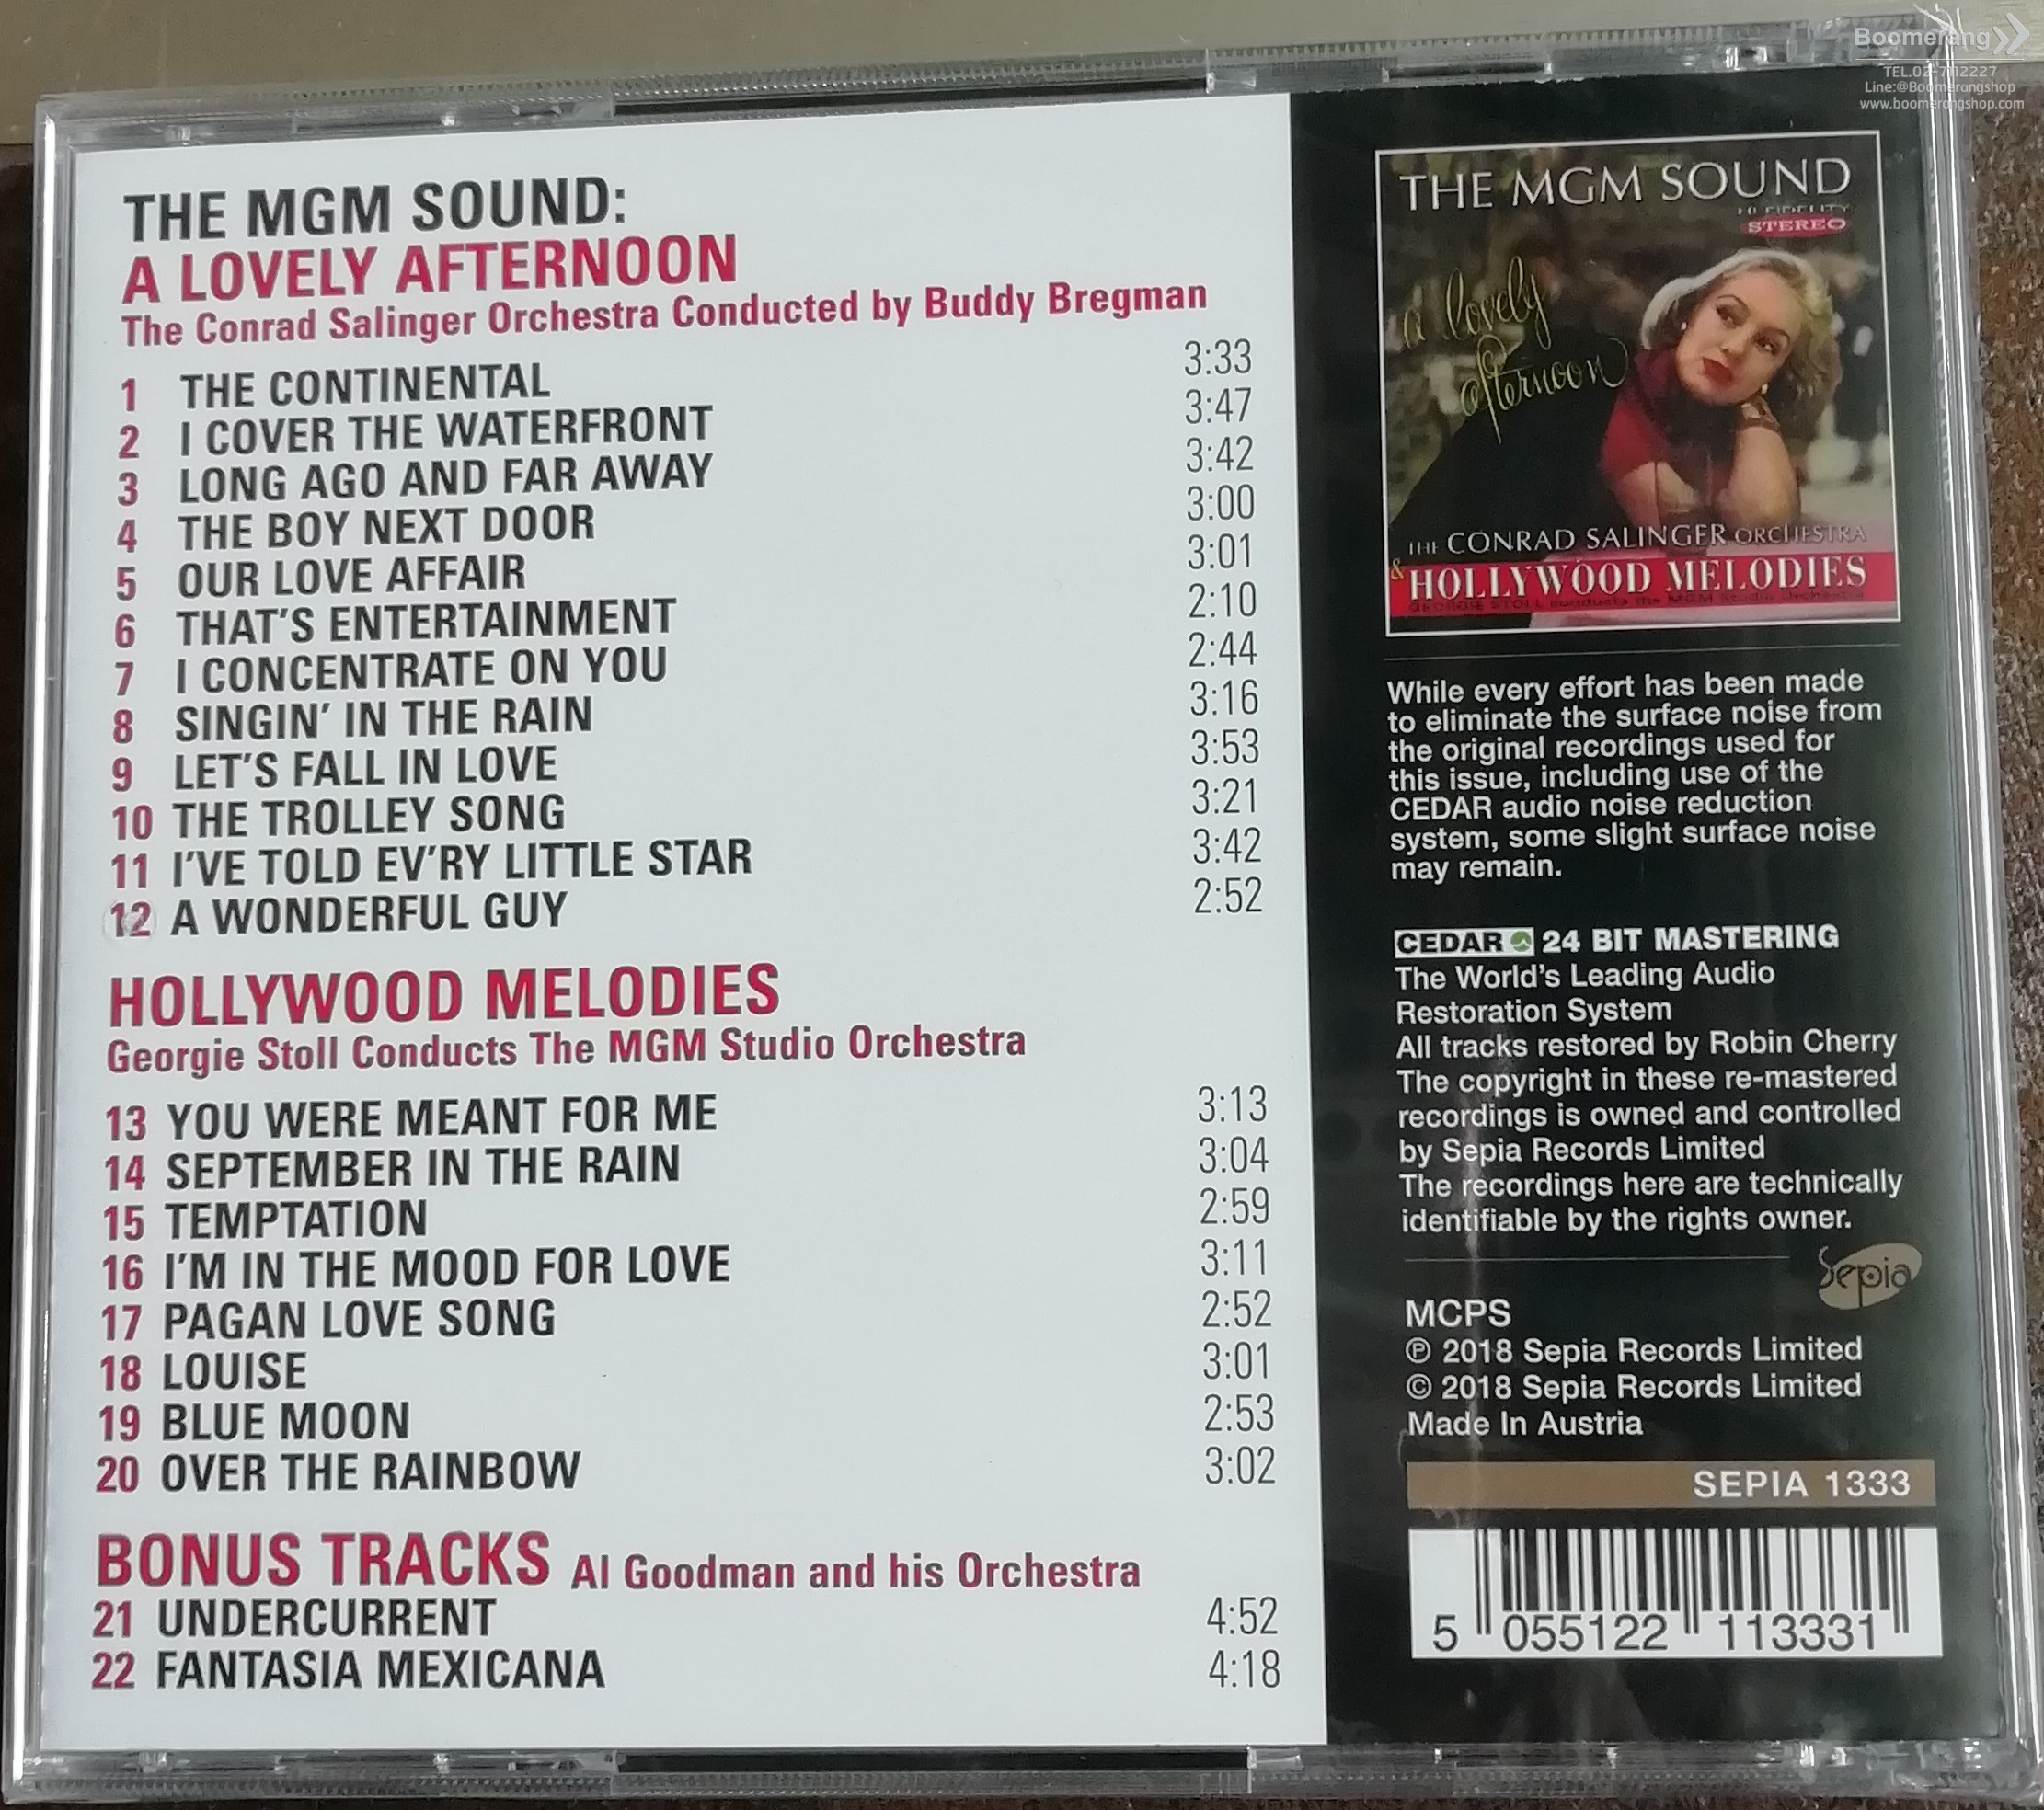 Boomerang
TEL.02-7112227
Line:@Boomerangshop
www.boomerangshop.com
THE MGM SOUND:
A LOVELY AFTERNOON
The Conrad Salinger Orchestra Conducted by Buddy Bregman
1 THE CONTINENTAL 3:33
2 I COVER THE WATERFRONT 3:47
3 LONG AGO AND FAR AWAY 3:42
4 THE BOY NEXT DOOR 3:00
5 OUR LOVE AFFAIR 3:01
6 THAT'S ENTERTAINMENT 2:10
7 I CONCENTRATE ON YOU 2:44
8 SINGIN' IN THE RAIN 3:16
9 LET'S FALL IN LOVE 3:53
10 THE TROLLEY SONG 3:21
11 I'VE TOLD EV'RY LITTLE STAR 3:42
12 A WONDERFUL GUY 2:52
HOLLYWOOD MELODIES
Georgie Stoll Conducts The MGM Studio Orchestra
13 YOU WERE MEANT FOR ME 3:13
14 SEPTEMBER IN THE RAIN 3:04
15 TEMPTATION 2:59
16 I'M IN THE MOOD FOR LOVE 3:11
17 PAGAN LOVE SONG 2:52
18 LOUISE 3:01
19 BLUE MOON 2:53
20 OVER THE RAINBOW 3:02
BONUS TRACKS Al Goodman and his Orchestra
21 UNDERCURRENT 4:52
22 FANTASIA MEXICANA 4:18
THE MGM SOUND
HI FIDELITY
STEREO
a lovely
afternoon
THE CONRAD SALINGER ORCHESTRA
& HOLLYWOOD MELODIES
GEORGIE STOLL conducts the MGM Studio Orchestra
While every effort has been made
to eliminate the surface noise from
the original recordings used for
this issue, including use of the
CEDAR audio noise reduction
system, some slight surface noise
may remain.
CEDAR 24 BIT MASTERING
The World's Leading Audio
Restoration System
All tracks restored by Robin Cherry
The copyright in these re-mastered
recordings is owned and controlled
by Sepia Records Limited
The recordings here are technically
identifiable by the rights owner.
Sepia
MCPS
℗ 2018 Sepia Records Limited
© 2018 Sepia Records Limited
Made In Austria
SEPIA 1333
5 055122 113331